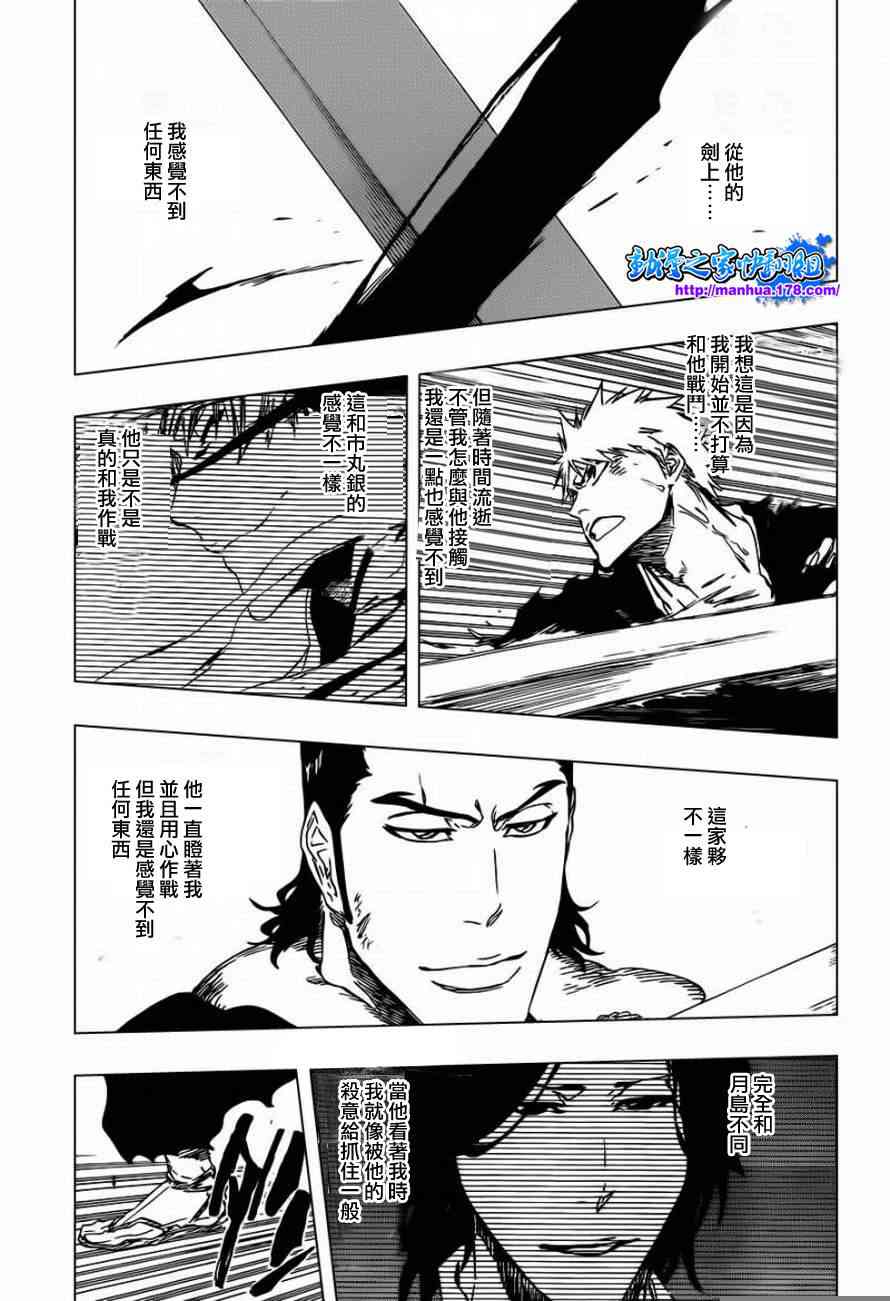 從他的
劍上……
我感覺不到
任何東西
動漫之家汉化组
http://manhua.178.com/
我想這是因為
我開始並不打算
和他戰鬥……
但隨著時間流逝
不管我怎麼與他接觸
我還是一點也感覺不到
這和市丸銀的
感覺不一樣
他只是不是
真的和我作戰
這家夥
不一樣
他一直瞪著我
並且用心作戰
但我還是感覺不到
任何東西
完全和
月島不同
當他看著我時
我就像被他的
殺意給抓住一般